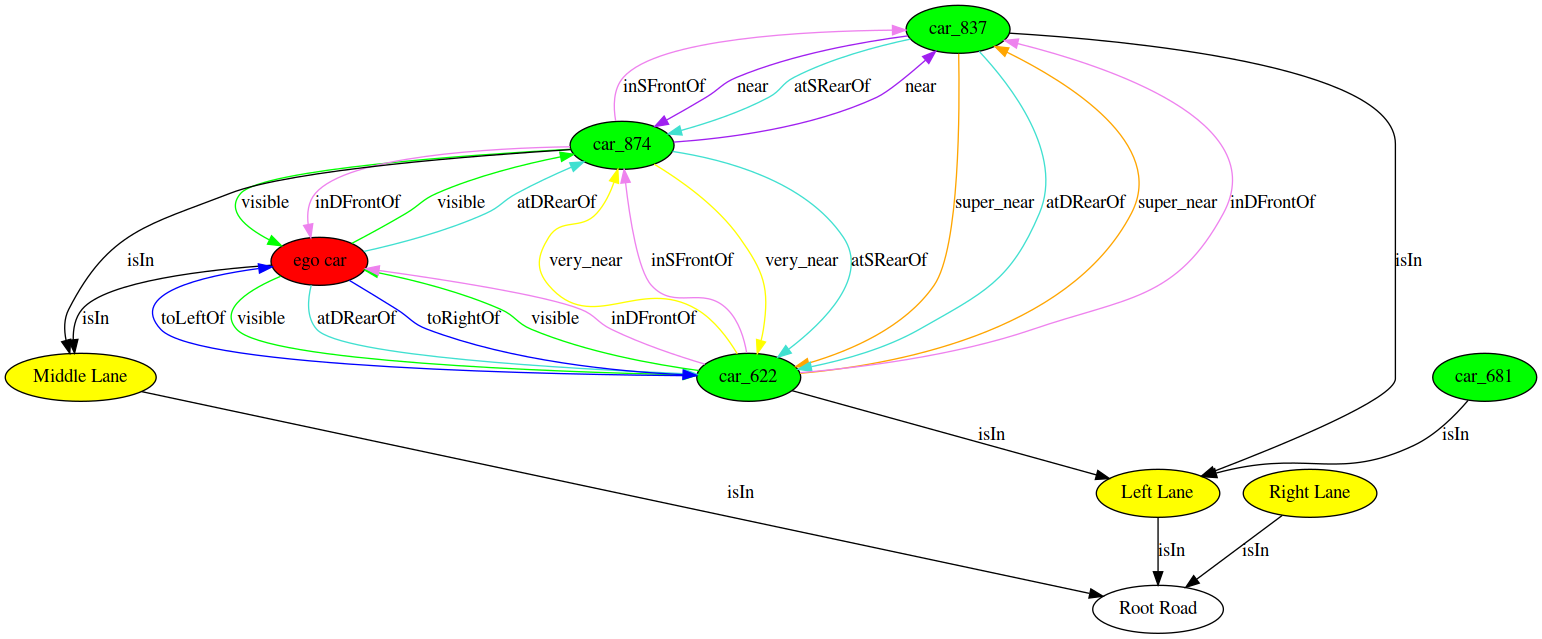 car_837
inSFrontOf
near
atSRearOf
near
car_874
visible
inDFrontOf
visible
atDRearOf
super_near
atDRearOf
super_near
inDFrontOf
isIn
ego car
very_near
inSFrontOf
very_near
atSRearOf
isIn
isIn
toLeftOf
visible
atDRearOf
toRightOf
visible
inDFrontOf
Middle Lane
car_622
car_681
isIn
isIn
isIn
Left Lane
Right Lane
isIn
isIn
Root Road